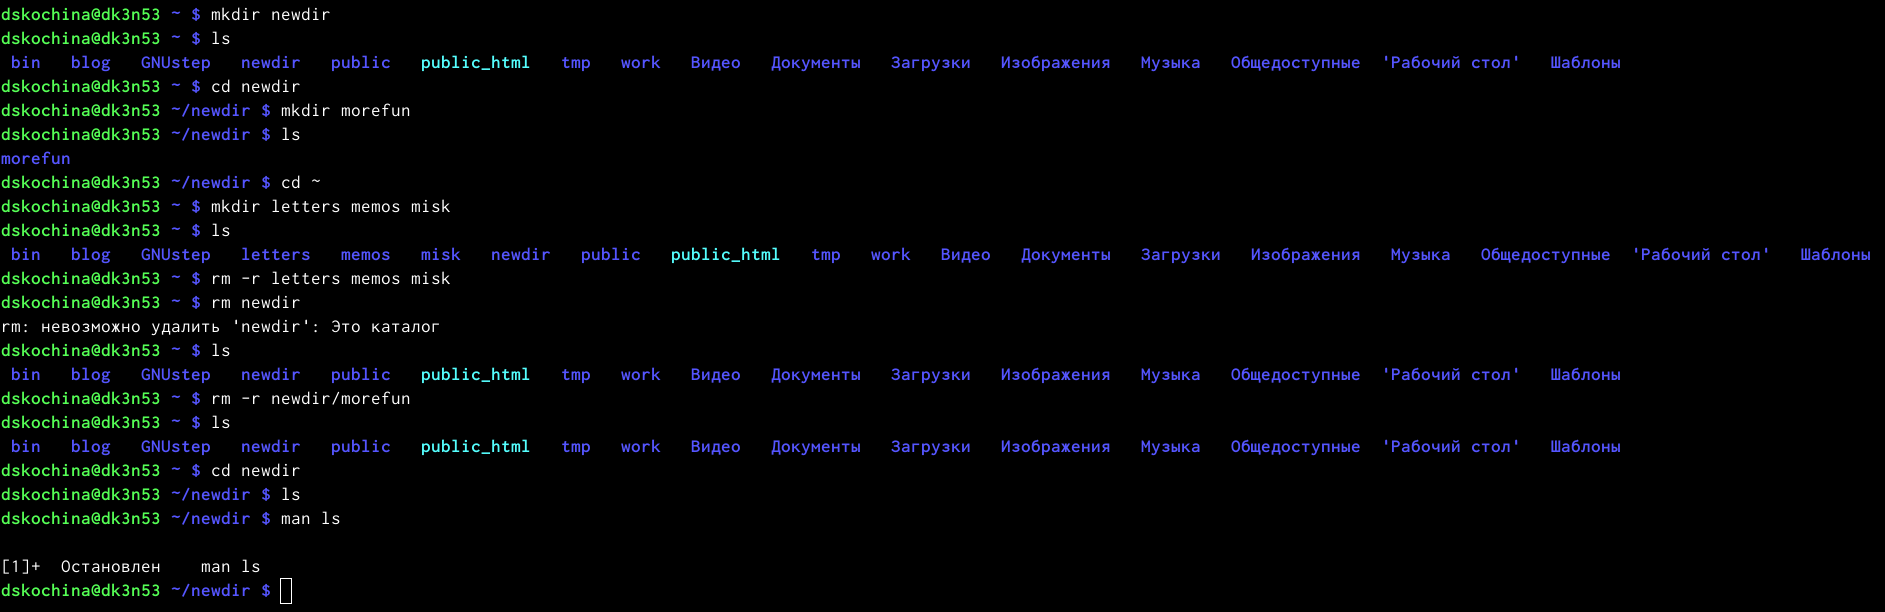 dskochina@dk3n53 ~ $ mkdir newdir
dskochina@dk3n53 ~ $ ls
bin blog GNUstep newdir public public_html tmp work Видео Документы Загрузки Изображения Музыка Общедоступные 'Рабочий стол' Шаблоны
dskochina@dk3n53 ~ $ cd newdir
dskochina@dk3n53 ~/newdir $ mkdir morefun
dskochina@dk3n53 ~/newdir $ ls
morefun
dskochina@dk3n53 ~/newdir $ cd ~
dskochina@dk3n53 ~ $ mkdir letters memos misk
dskochina@dk3n53 ~ $ ls
bin blog GNUstep letters memos misk newdir public public_html tmp work Видео Документы Загрузки Изображения Музыка Общедоступные 'Рабочий стол' Шаблоны
dskochina@dk3n53 ~ $ rm -r letters memos misk
dskochina@dk3n53 ~ $ rm newdir
rm: невозможно удалить 'newdir': Это каталог
dskochina@dk3n53 ~ $ ls
bin blog GNUstep newdir public public_html tmp work Видео Документы Загрузки Изображения Музыка Общедоступные 'Рабочий стол' Шаблоны
dskochina@dk3n53 ~ $ rm -r newdir/morefun
dskochina@dk3n53 ~ $ ls
bin blog GNUstep newdir public public_html tmp work Видео Документы Загрузки Изображения Музыка Общедоступные 'Рабочий стол' Шаблоны
dskochina@dk3n53 ~ $ cd newdir
dskochina@dk3n53 ~/newdir $ ls
dskochina@dk3n53 ~/newdir $ man ls
[1]+ Остановлен man ls
dskochina@dk3n53 ~/newdir $